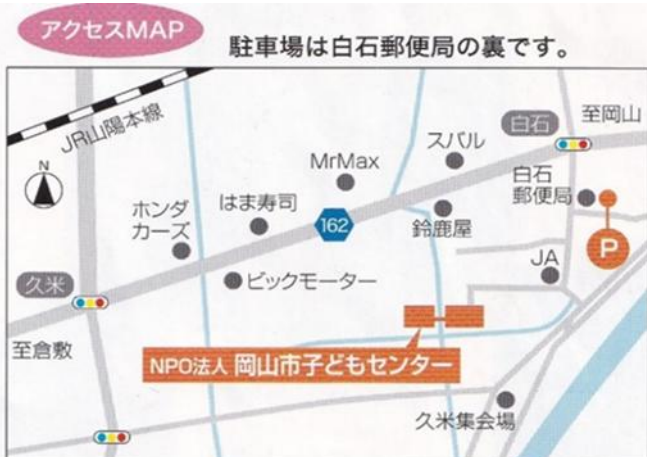 アクセスMAP
駐車場は白石郵便局の裏です。
JR山陽本線
N
白石
至岡山
スバル
MrMax
白石
郵便局
はま寿司
ホンダ
カーズ
162
鈴鹿屋
P
JA
久米
ビックモーター
至倉敷
NPO法人 岡山市子どもセンター
久米集会場